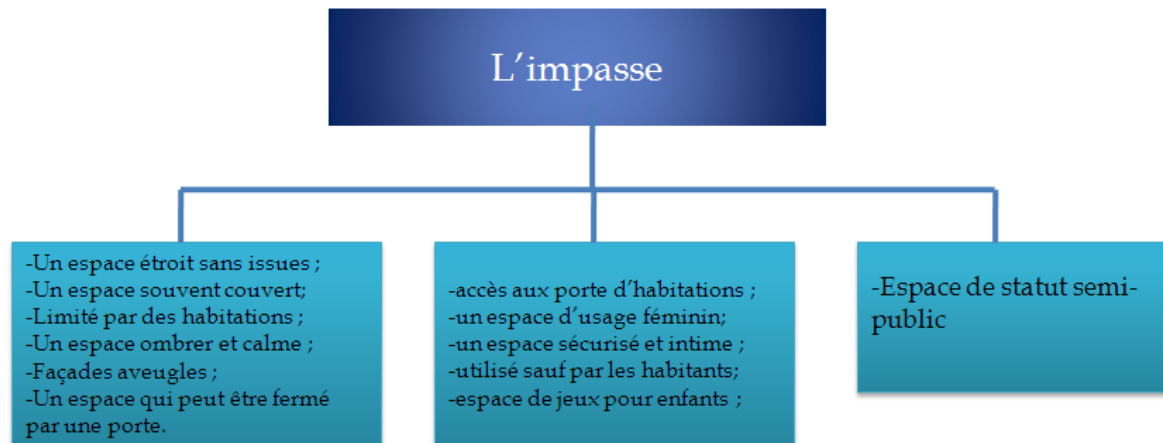 L'impasse
-Un espace étroit sans issues ;
-Un espace souvent couvert;
-Limité par des habitations ;
-Un espace ombrer et calme ;
-Façades aveugles ;
-Un espace qui peut être fermé
par une porte.
-accès aux porte d'habitations ;
-un espace d'usage féminin;
-un espace sécurisé et intime ;
-utilisé sauf par les habitants;
-espace de jeux pour enfants ;
-Espace de statut semi-
public